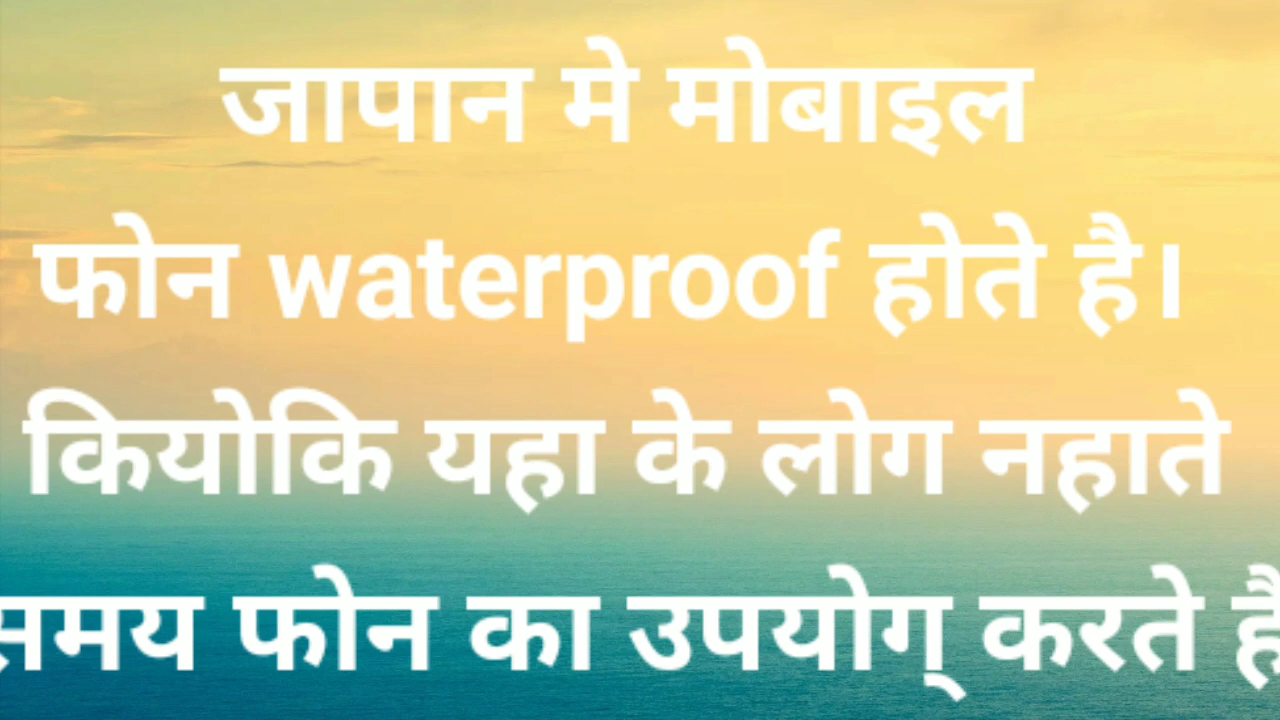 जापान मे मोबाइल
फोन waterproof होते है।
कियोकि यहा के लोग नहाते
समय फोन का उपयोग् करते है